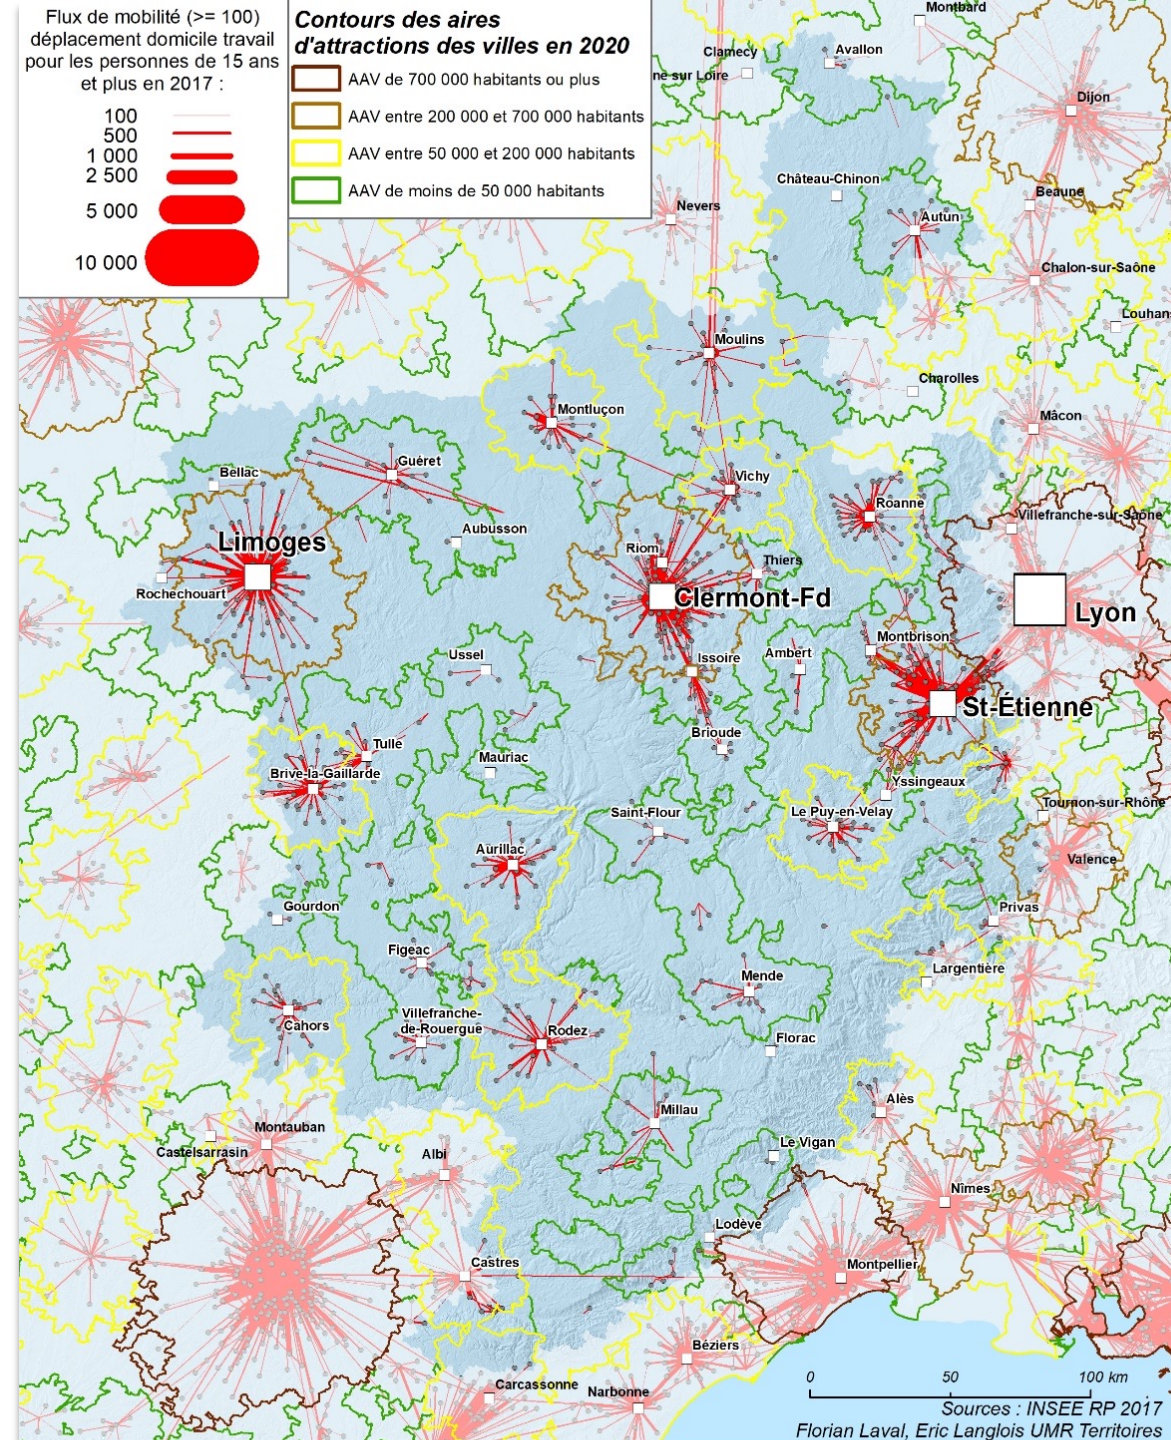 Flux de mobilité (>= 100)
déplacement domicile travail
pour les personnes de 15 ans
et plus en 2017 :
100
500
1 000
2 500
5 000
10 000
Contours des aires
d'attractions des villes en 2020
AAV de 700 000 habitants ou plus
AAV entre 200 000 et 700 000 habitants
AAV entre 50 000 et 200 000 habitants
AAV de moins de 50 000 habitants
Montbard
Clamecy
Avallon
ne sur Loire
Dijon
Château-Chinon
Beaune
Nevers
Autun
Chalon-sur-Saône
Louhan
Moulins
Charolles
Montluçon
Mâcon
Guéret
Bellac
Vichy
Roanne
Villefranche-sur-Saône
Aubusson
Limoges
Riom
Thiers
Rochechouart
Clermont-Fd
Lyon
Montbrison
Ussel
Issoire
Ambert
St-Étienne
Brioude
Tulle
Mauriac
Brive-la-Gaillarde
Yssingeaux
Tournon-sur-Rhône
Saint-Flour
Le Puy-en-Velay
Aurillac
Valence
Gourdon
Privas
Figeac
Largentière
Mende
Villefranche-
de-Rouergue
Cahors
Rodez
Florac
Alès
Millau
Montauban
Castelsarrasin
Albi
Le Vigan
Nîmes
Lodève
Castres
Montpellier
Béziers
Carcassonne
Narbonne
0
50
100 km
Sources : INSEE RP 2017
Florian Laval, Eric Langlois UMR Territoires